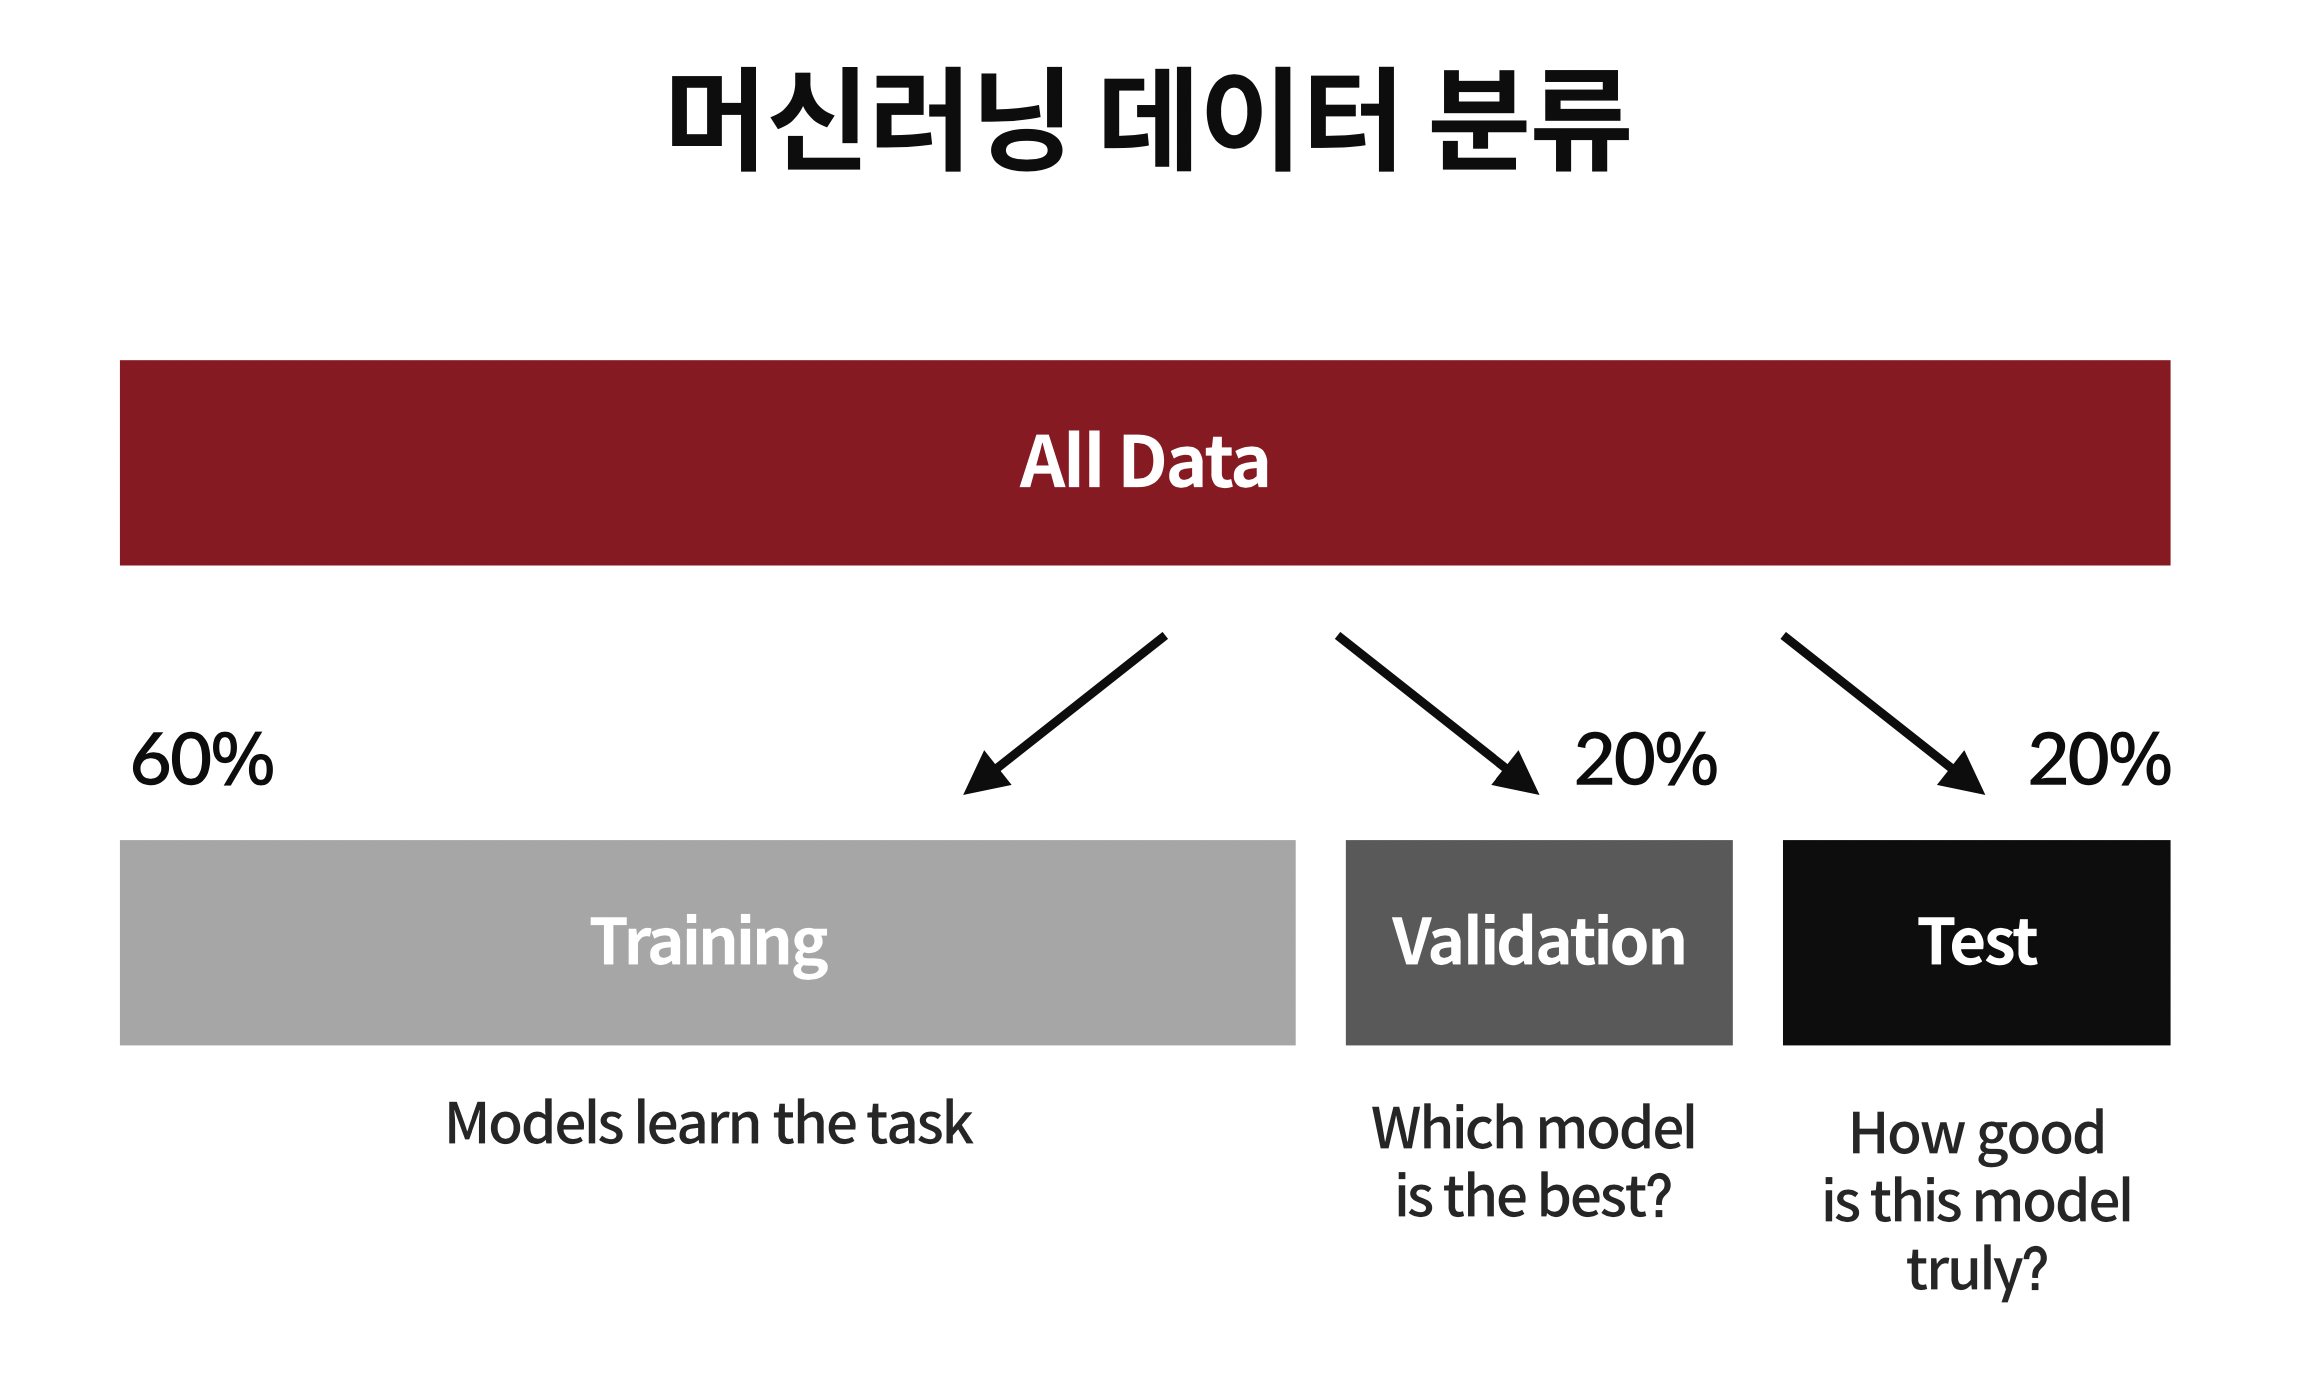 머신러닝 데이터 분류
All Data
60%
20%
20%
Training
Validation
Test
Models learn the task
Which model
is the best?
How good
is this model
truly?